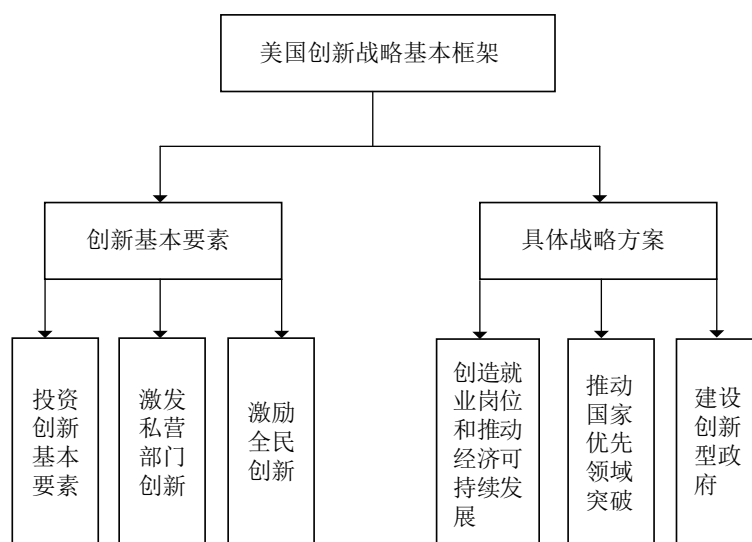 美国创新战略基本框架
创新基本要素
具体战略方案
投资
创新
基本
要素
激发
私营
部门
创新
激励
全民
创新
创造就
业岗位
和推动
经济可
持续发
展
推动
国家
优先
领域
突破
建设
创新
型政
府